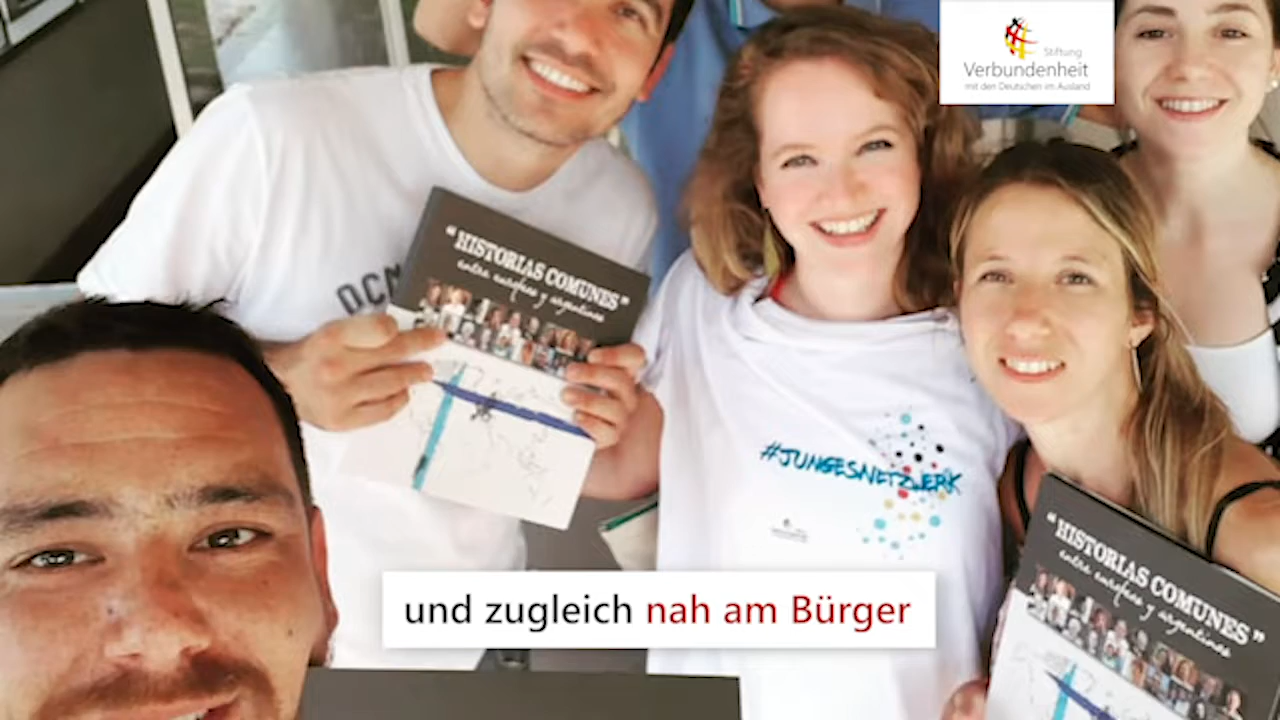 Stiftung
Verbundenheit
mit den Deutschen im Ausland
"HISTORIAS COMUNES"
entre europeos y argentinos
OCM
#JUNGESNETZWERK
und zugleich nah am Bürger
"HISTORIAS COMUNES"
entre europeos y argentinos